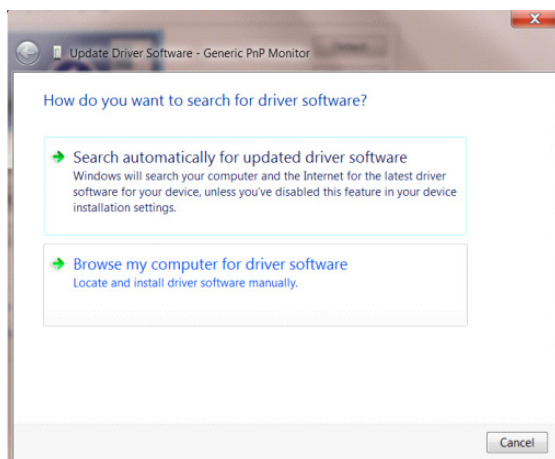 Update Driver Software - Generic PnP Monitor
How do you want to search for driver software?
Search automatically for updated driver software
Windows will search your computer and the Internet for the latest driver
software for your device, unless you've disabled this feature in your device
installation settings.
Browse my computer for driver software
Locate and install driver software manually.
Cancel